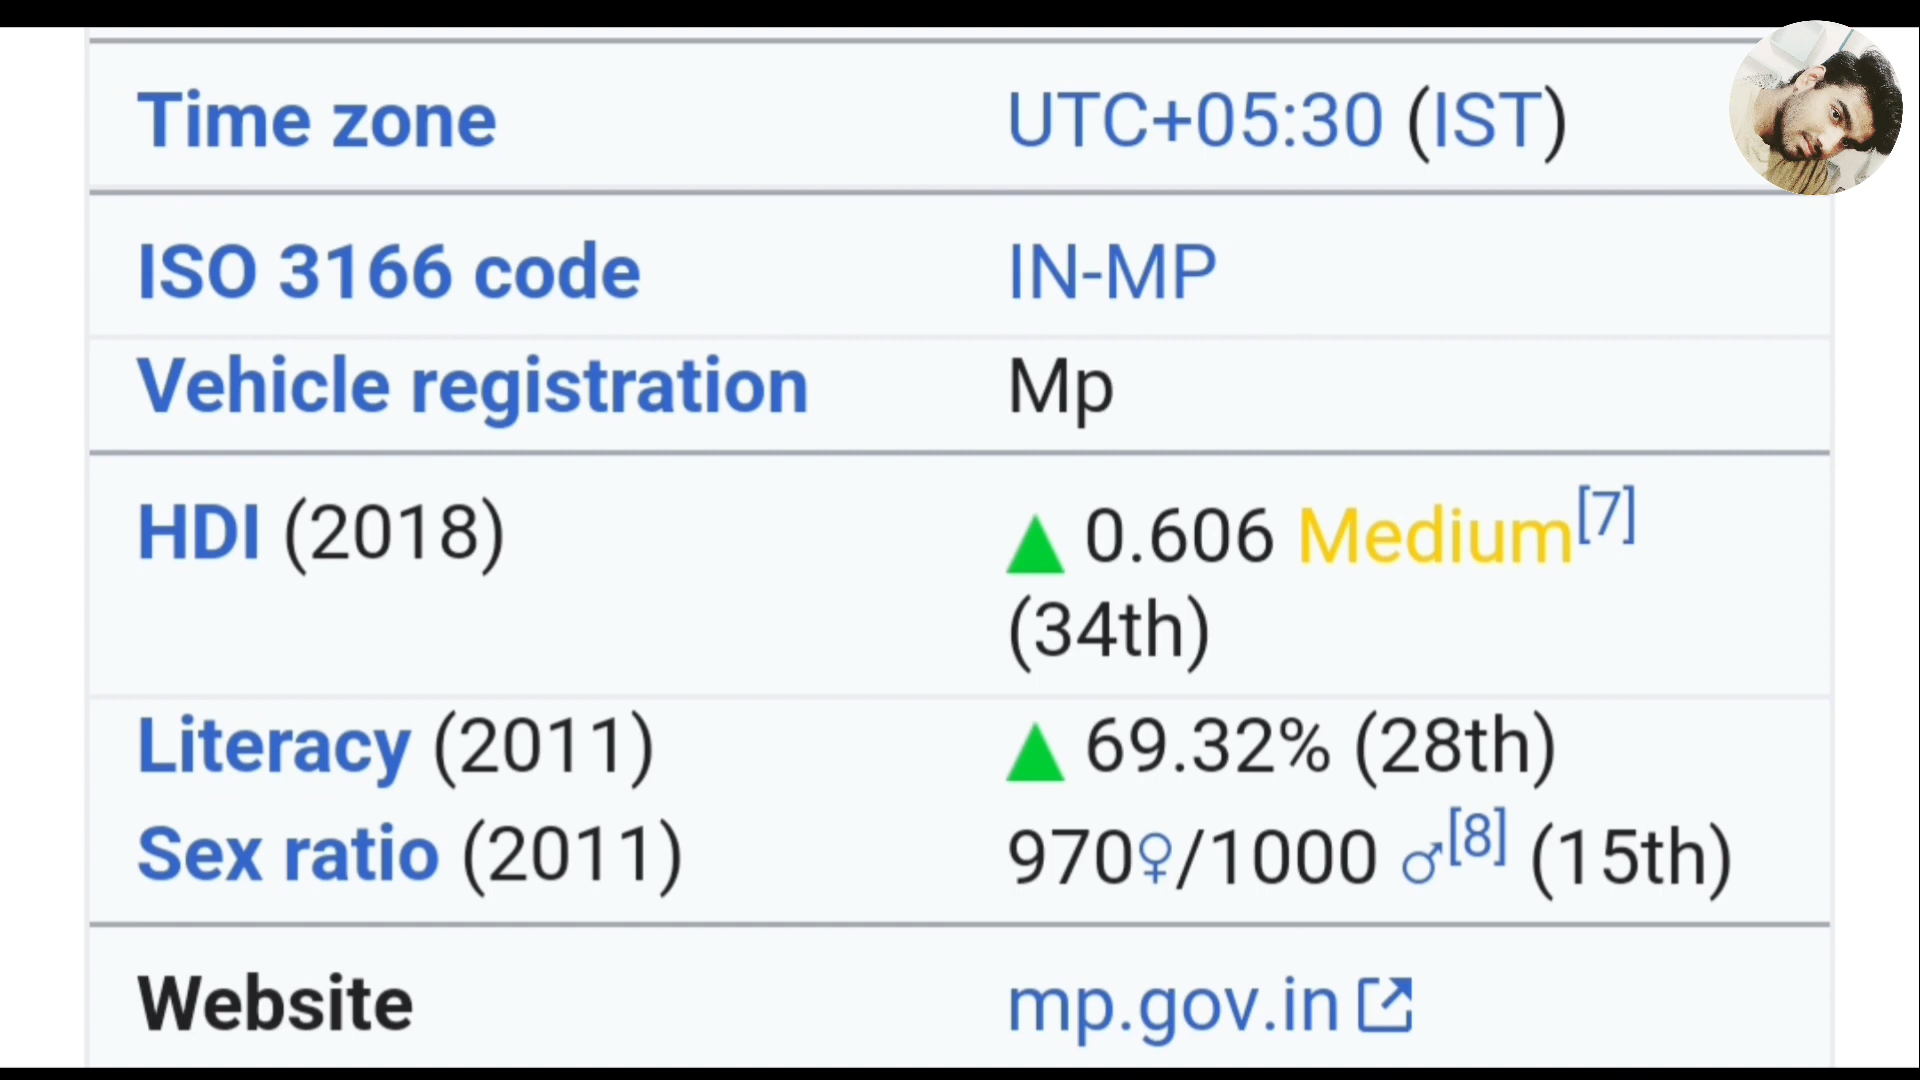 Time zone UTC+05:30 (IST)
ISO 3166 code IN-MP
Vehicle registration Mp
HDI (2018) ▲ 0.606 Medium[7]
(34th)
Literacy (2011) ▲ 69.32% (28th)
Sex ratio (2011) 970♀/1000 ♂[8] (15th)
Website mp.gov.in